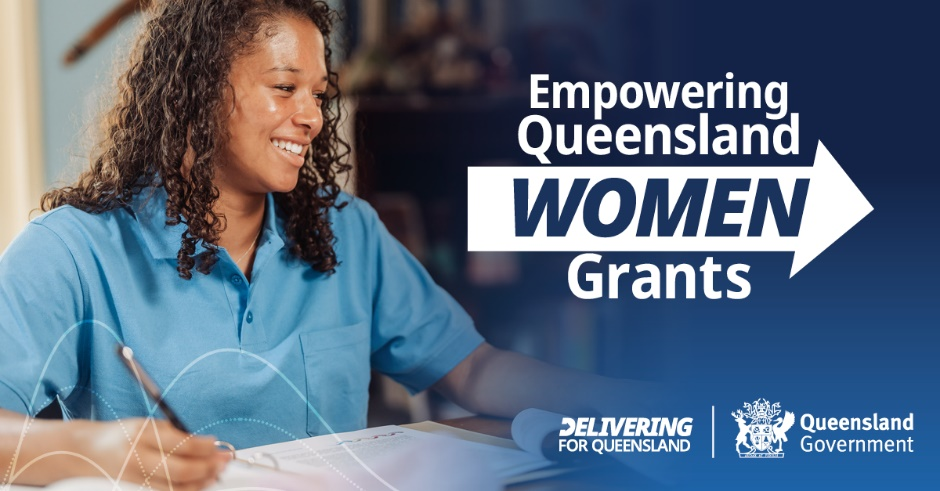 Empowering
Queensland
WOMEN
Grants
DELIVERING
FOR QUEENSLAND
Queensland
Government